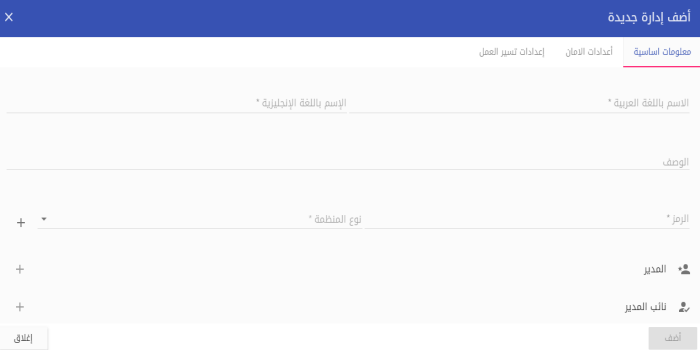 أضف إدارة جديدة
معلومات اساسية أعدادات الامان إعدادات تسير العمل
الاسم باللغة العربية * الإسم باللغة الإنجليزية *
الوصف
الرمز * نوع المنظمة *
المدير
نائب المدير
أضف إغلاق